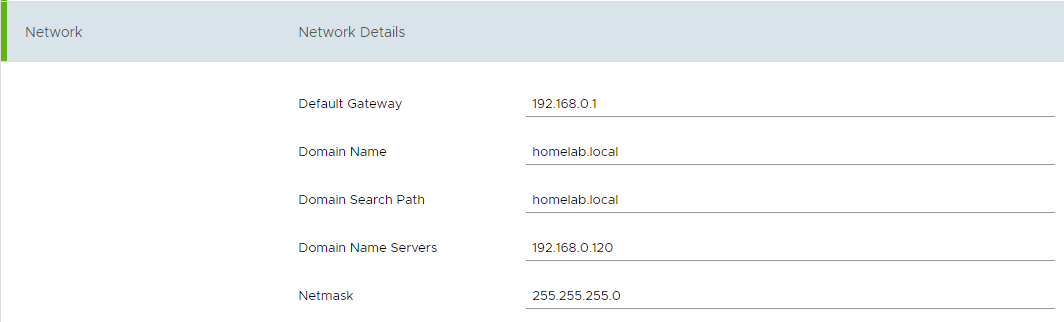 Network Network Details
Default Gateway 192.168.0.1
Domain Name homelab.local
Domain Search Path homelab.local
Domain Name Servers 192.168.0.120
Netmask 255.255.255.0